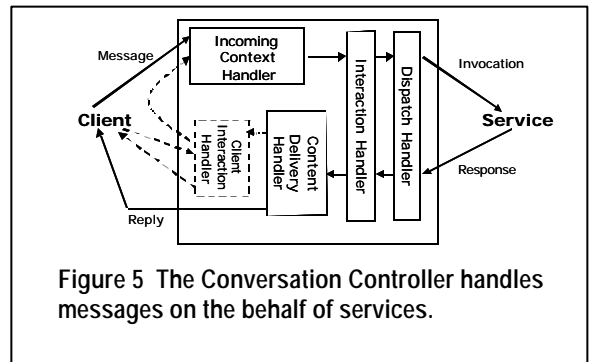 Message
Incoming
Context
Handler
Client
Client
Interaction
Handler
Content
Delivery
Handler
Interaction Handler
Dispatch Handler
Invocation
Service
Response
Reply
Figure 5 The Conversation Controller handles
messages on the behalf of services.